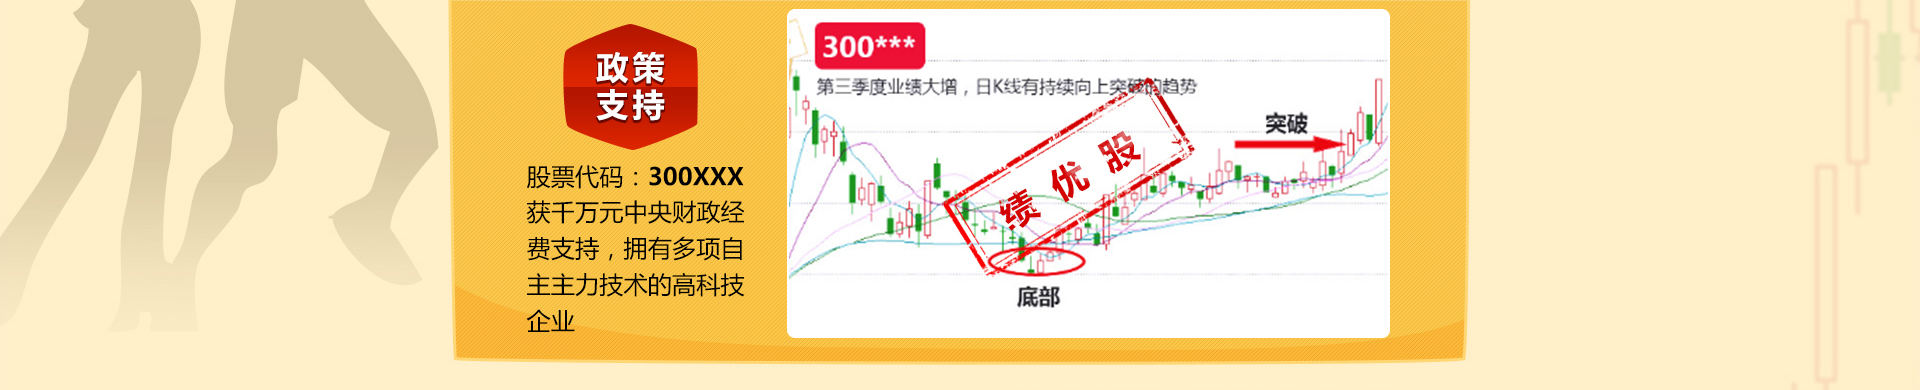 政策
支持
股票代码：300XXX
获千万元中央财政经
费支持，拥有多项自
主主力技术的高科技
企业
300***
第三季度业绩大增，日K线有持续向上突破的趋势
突破
绩优股
底部